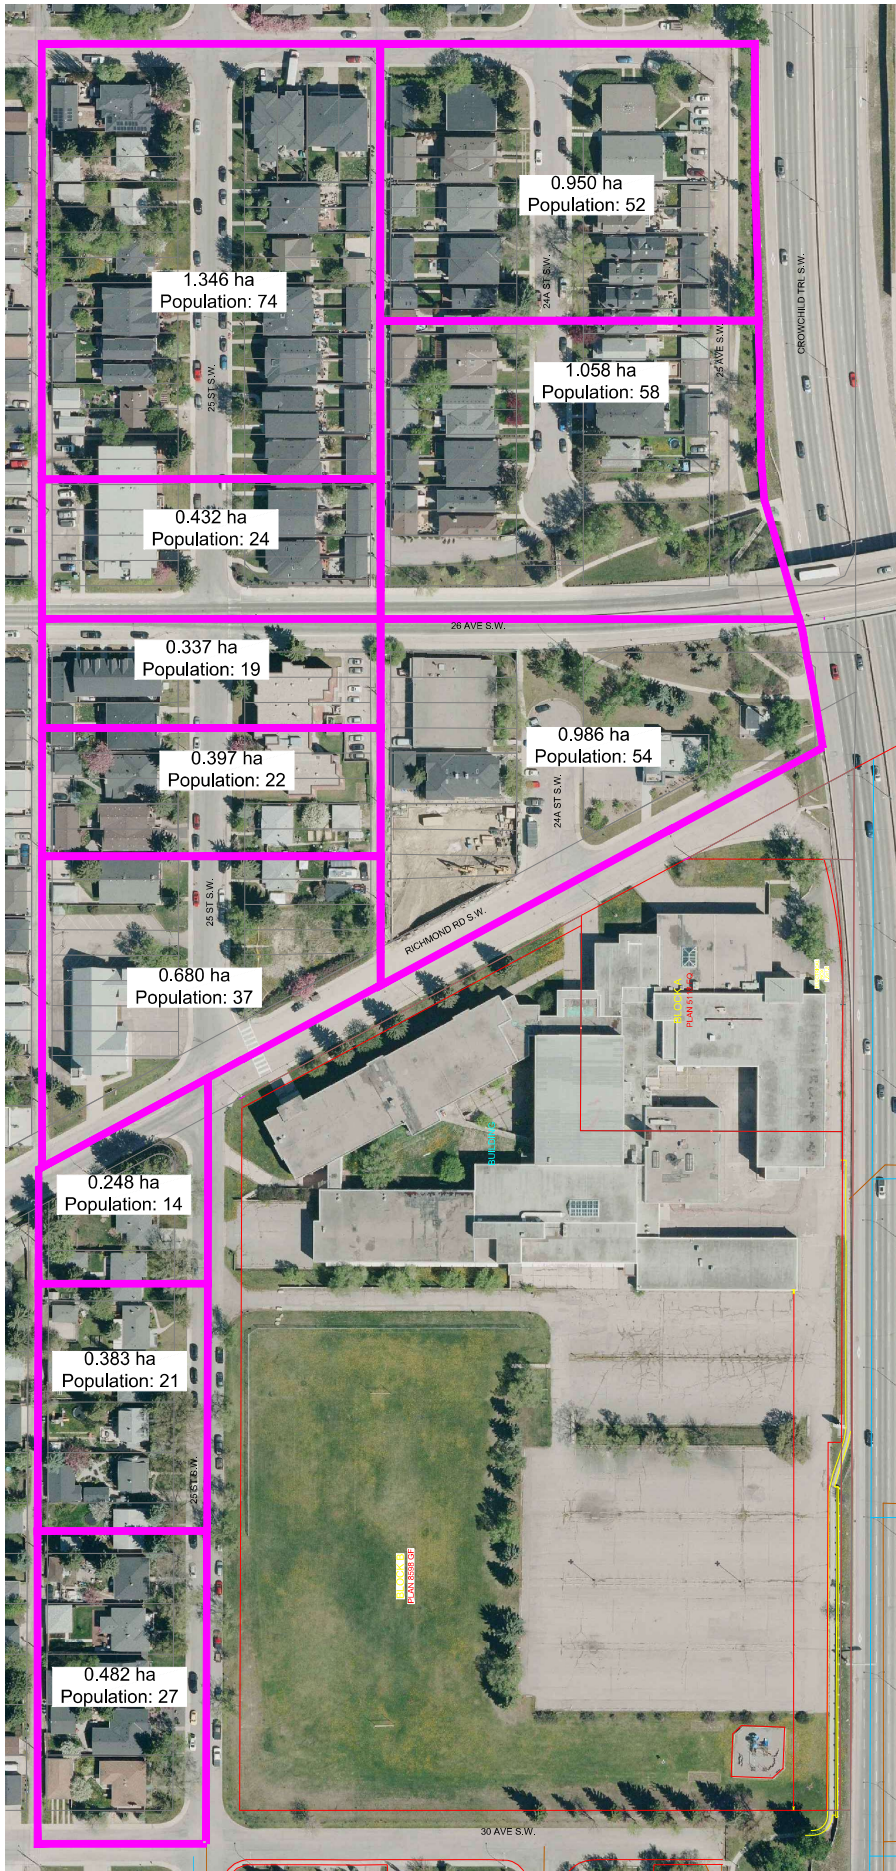 0.950 ha
Population: 52
1.346 ha
Population: 74
24A ST S.W.
CROWCHILD TRL S.W.
25 ST S.W.
25 AVE S.W.
1.058 ha
Population: 58
0.432 ha
Population: 24
26 AVE S.W.
0.337 ha
Population: 19
0.986 ha
Population: 54
0.397 ha
Population: 22
24A ST S.W.
25 ST S.W.
RICHMOND RD S.W.
0.680 ha
Population: 37
BLOCK A
BUILDING
0.248 ha
Population: 14
0.383 ha
Population: 21
25 ST S.W.
PLAN 8598 GF
0.482 ha
Population: 27
30 AVE S.W.